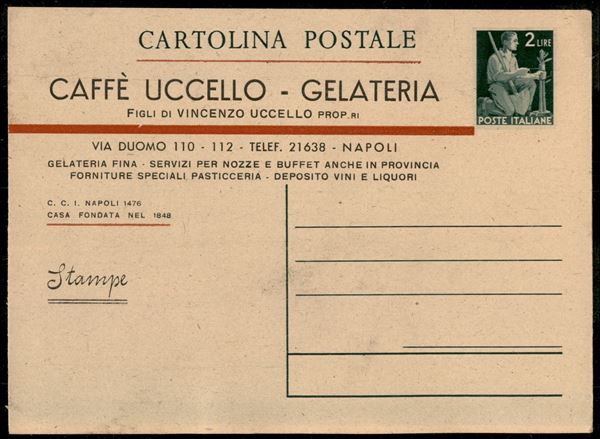 CARTOLINA POSTALE
2 LIRE
POSTE ITALIANE
CAFFÈ UCCELLO - GELATERIA
FIGLI DI VINCENZO UCCELLO PROP.RI
VIA DUOMO 110 - 112 - TELEF. 21638 - NAPOLI
GELATERIA FINA - SERVIZI PER NOZZE E BUFFET ANCHE IN PROVINCIA
FORNITURE SPECIALI PASTICCERIA - DEPOSITO VINI E LIQUORI
C. C. I. NAPOLI 1476
CASA FONDATA NEL 1848
Stampe